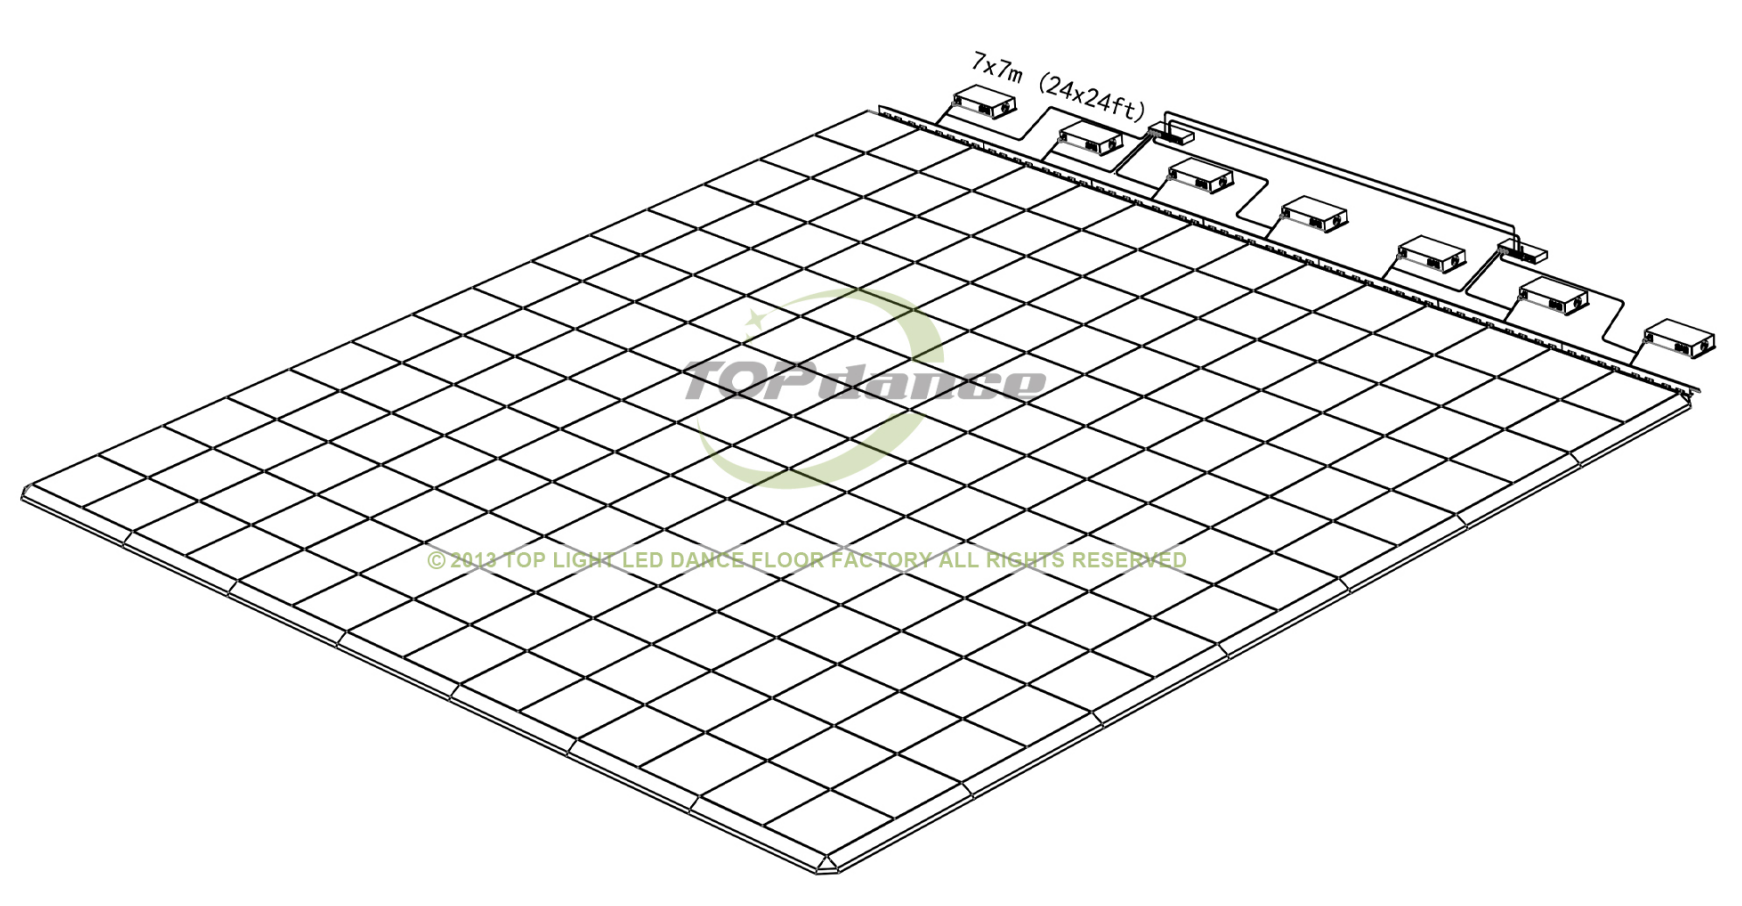 7x7m (24x24ft)
TOPdance
© 2013 TOP LIGHT LED DANCE FLOOR FACTORY ALL RIGHTS RESERVED